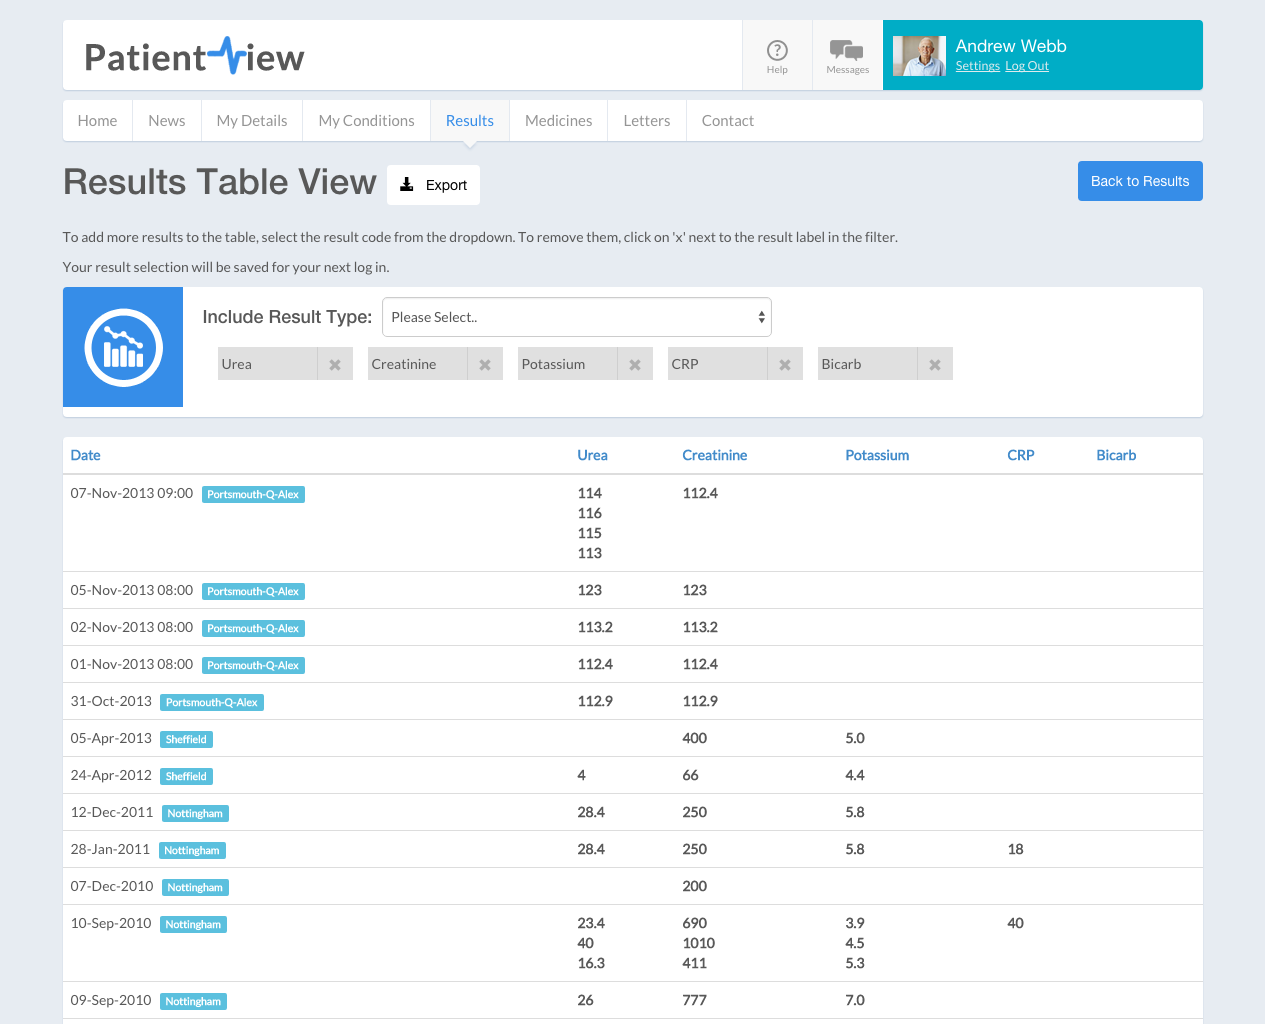 Patient View
Help
Messages
Andrew Webb
Settings Log Out
Home News My Details My Conditions Results Medicines Letters Contact
Results Table View Export Back to Results
To add more results to the table, select the result code from the dropdown. To remove them, click on 'x' next to the result label in the filter.
Your result selection will be saved for your next log in.
Include Result Type: Please Select..
Urea Creatinine Potassium CRP Bicarb
Date Urea Creatinine Potassium CRP Bicarb
07-Nov-2013 09:00 Portsmouth-Q-Alex 114 112.4
116
115
113
05-Nov-2013 08:00 Portsmouth-Q-Alex 123 123
02-Nov-2013 08:00 Portsmouth-Q-Alex 113.2 113.2
01-Nov-2013 08:00 Portsmouth-Q-Alex 112.4 112.4
31-Oct-2013 Portsmouth-Q-Alex 112.9 112.9
05-Apr-2013 Sheffield 400 5.0
24-Apr-2012 Sheffield 4 66 4.4
12-Dec-2011 Nottingham 28.4 250 5.8
28-Jan-2011 Nottingham 28.4 250 5.8 18
07-Dec-2010 Nottingham 200
10-Sep-2010 Nottingham 23.4 690 3.9 40
40 1010 4.5
16.3 411 5.3
09-Sep-2010 Nottingham 26 777 7.0